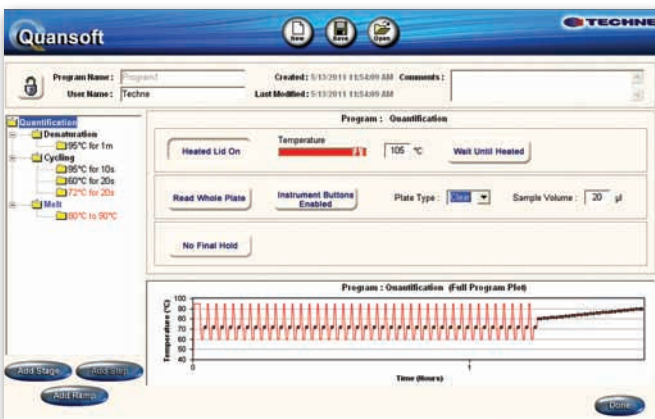 Quansoft
New Save Open
TECHNE
Program Name : Program1
Created : 5/13/2011 11:54:09 AM
Comments :
User Name : Techne
Last Modified : 5/13/2011 11:54:09 AM
Quantification
Denaturation
95°C for 1m
Cycling
95°C for 10s
60°C for 20s
72°C for 20s
Melt
80°C to 90°C
Add Stage
Add Step
Add Ramp
Program : Quantification
Heated Lid On
Temperature
105 °C
Wait Until Heated
Read Whole Plate
Instrument Buttons
Enabled
Plate Type : Clear
Sample Volume : 20 µl
No Final Hold
Program : Quantification (Full Program Plot)
Temperature (°C)
100
90
80
70
60
50
40
0 1
Time (Hours)
Done